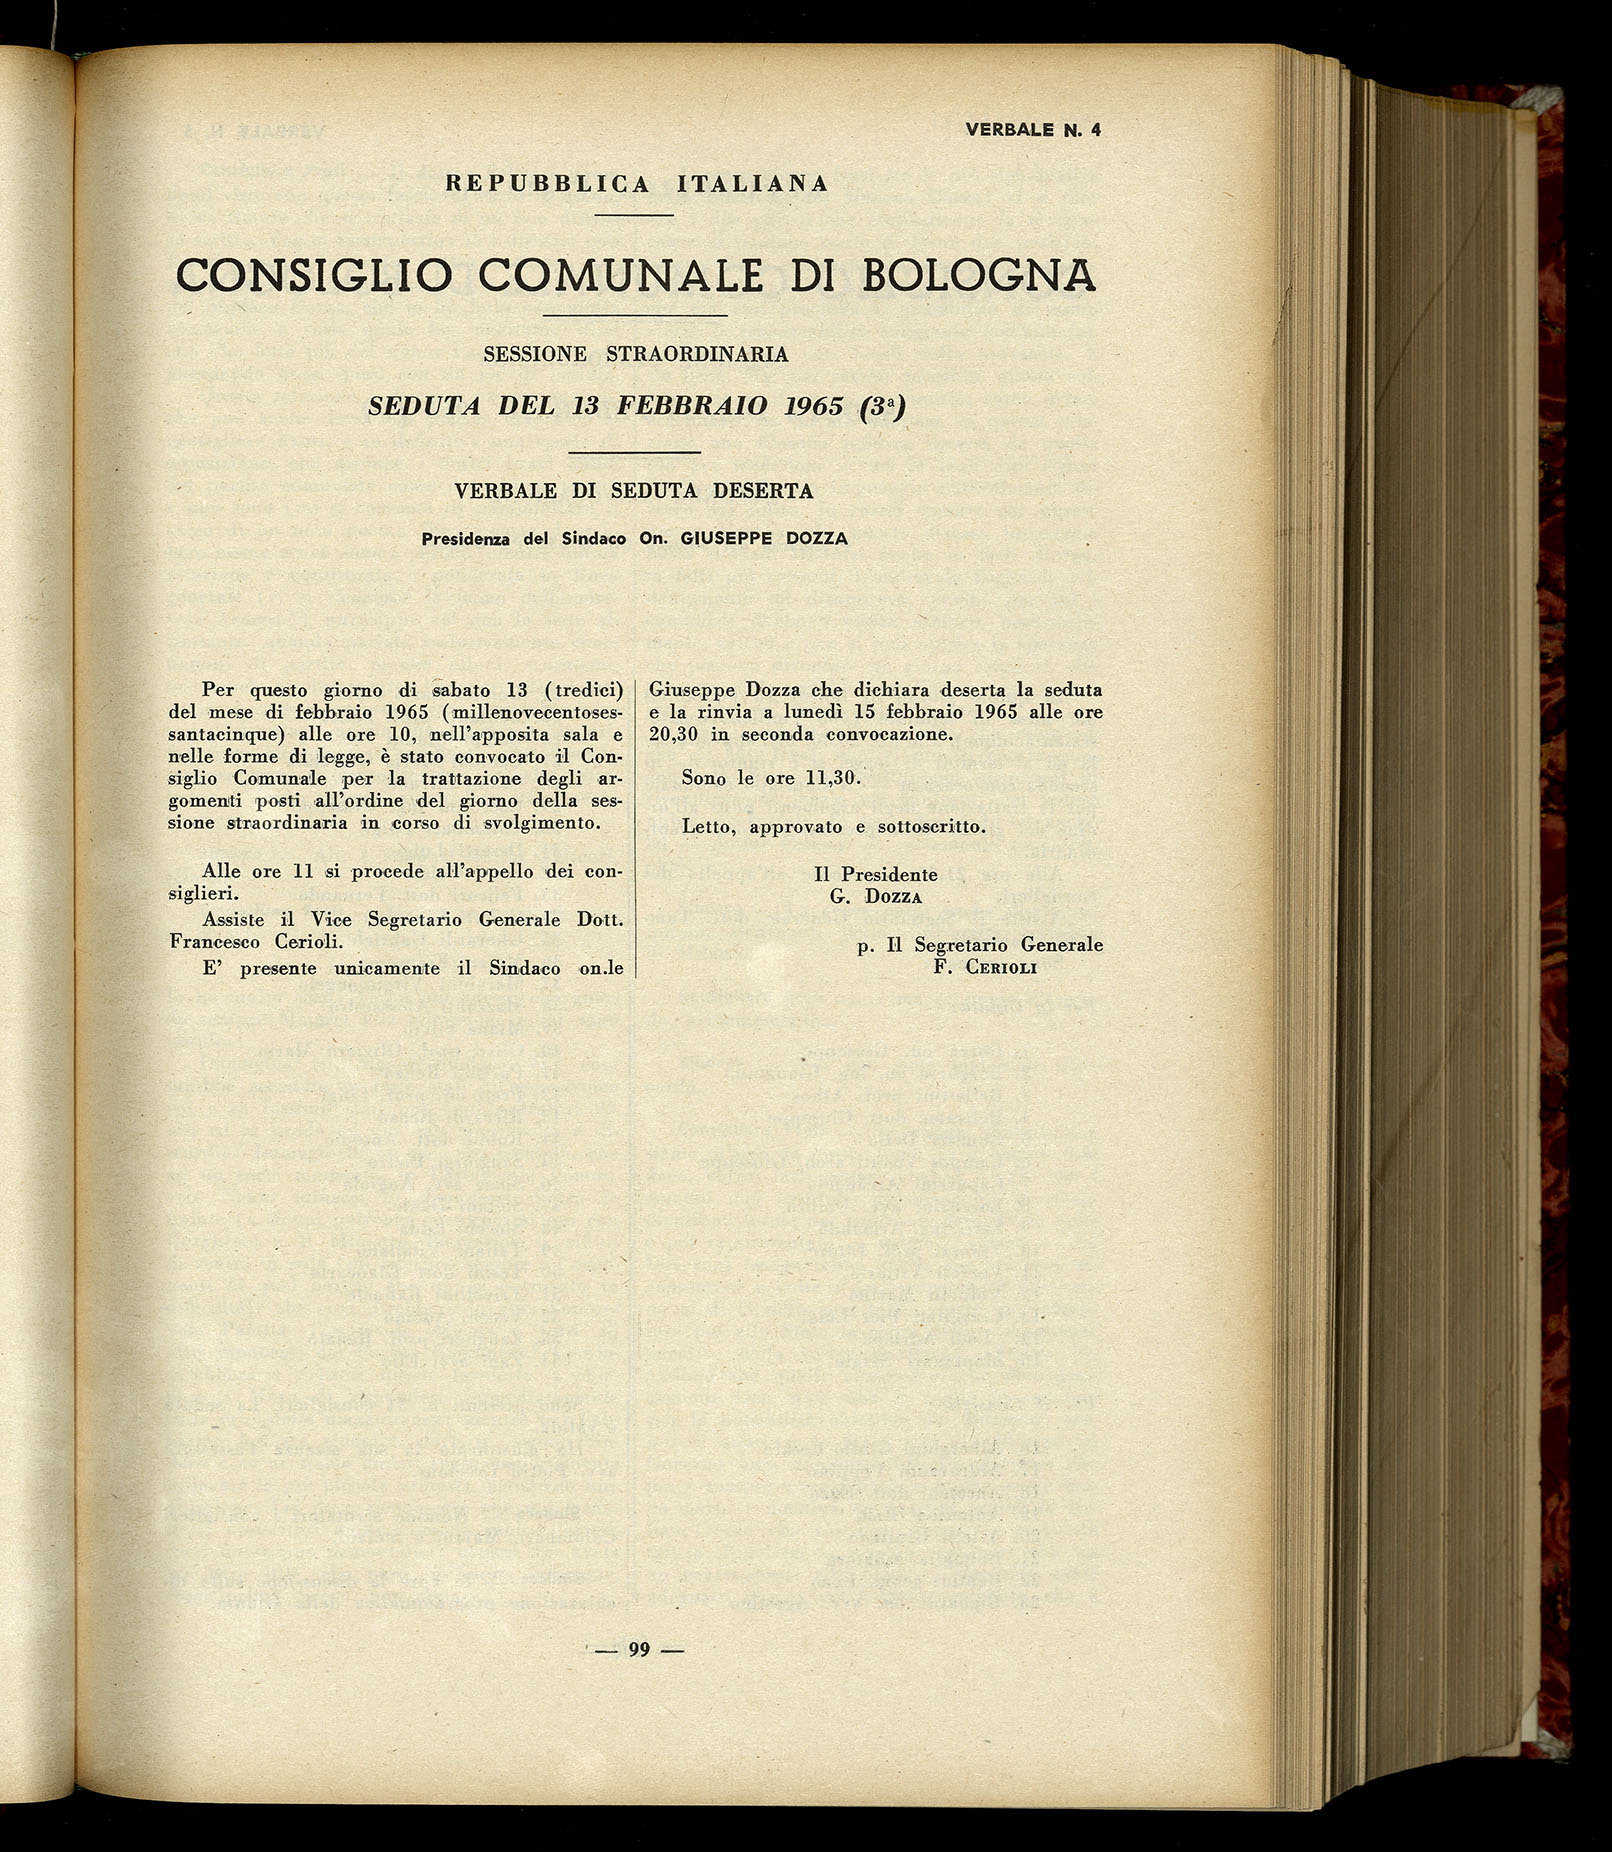 VERBALE N. 4
REPUBBLICA ITALIANA
CONSIGLIO COMUNALE DI BOLOGNA
SESSIONE STRAORDINARIA
SEDUTA DEL 13 FEBBRAIO 1965 (3ª)
VERBALE DI SEDUTA DESERTA
Presidenza del Sindaco On. GIUSEPPE DOZZA
Per questo giorno di sabato 13 (tredici)
del mese di febbraio 1965 (millenovecentoses-
santacinque) alle ore 10, nell'apposita sala e
nelle forme di legge, è stato convocato il Con-
siglio Comunale per la trattazione degli ar-
gomenti posti all'ordine del giorno della ses-
sione straordinaria in corso di svolgimento.
Alle ore 11 si procede all'appello dei con-
siglieri.
Assiste il Vice Segretario Generale Dott.
Francesco Cerioli.
E' presente unicamente il Sindaco on.le
Giuseppe Dozza che dichiara deserta la seduta
e la rinvia a lunedì 15 febbraio 1965 alle ore
20,30 in seconda convocazione.
Sono le ore 11,30.
Letto, approvato e sottoscritto.
Il Presidente
G. DOZZA
p. Il Segretario Generale
F. CERIOLI
— 99 —